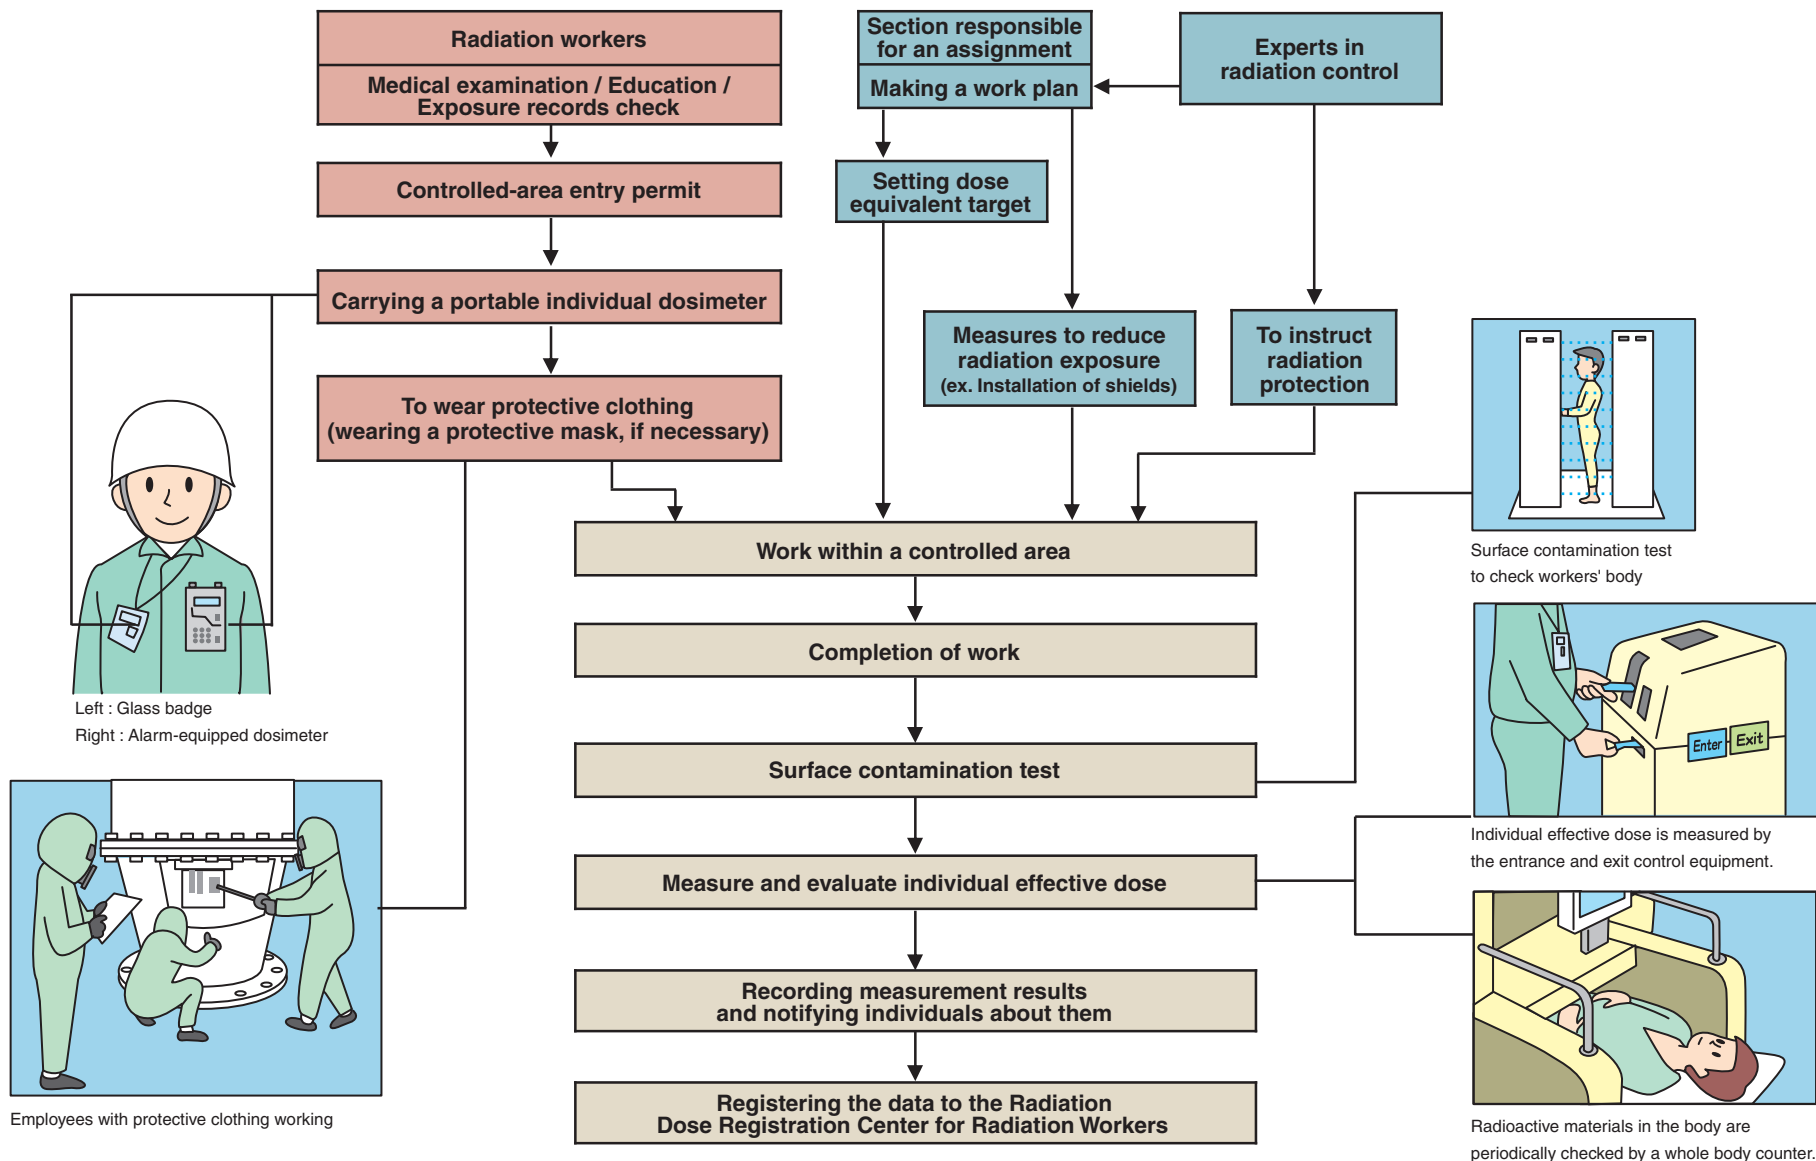 Radiation workers
Medical examination / Education /
Exposure records check
Controlled-area entry permit
Carrying a portable individual dosimeter
To wear protective clothing
(wearing a protective mask, if necessary)
Section responsible
for an assignment
Making a work plan
Experts in
radiation control
Setting dose
equivalent target
Measures to reduce
radiation exposure
(ex. Installation of shields)
To instruct
radiation
protection
Work within a controlled area
Completion of work
Surface contamination test
Measure and evaluate individual effective dose
Recording measurement results
and notifying individuals about them
Registering the data to the Radiation
Dose Registration Center for Radiation Workers
Left : Glass badge
Right : Alarm-equipped dosimeter
Employees with protective clothing working
Surface contamination test
to check workers' body
Enter
Exit
Individual effective dose is measured by
the entrance and exit control equipment.
Radioactive materials in the body are
periodically checked by a whole body counter.